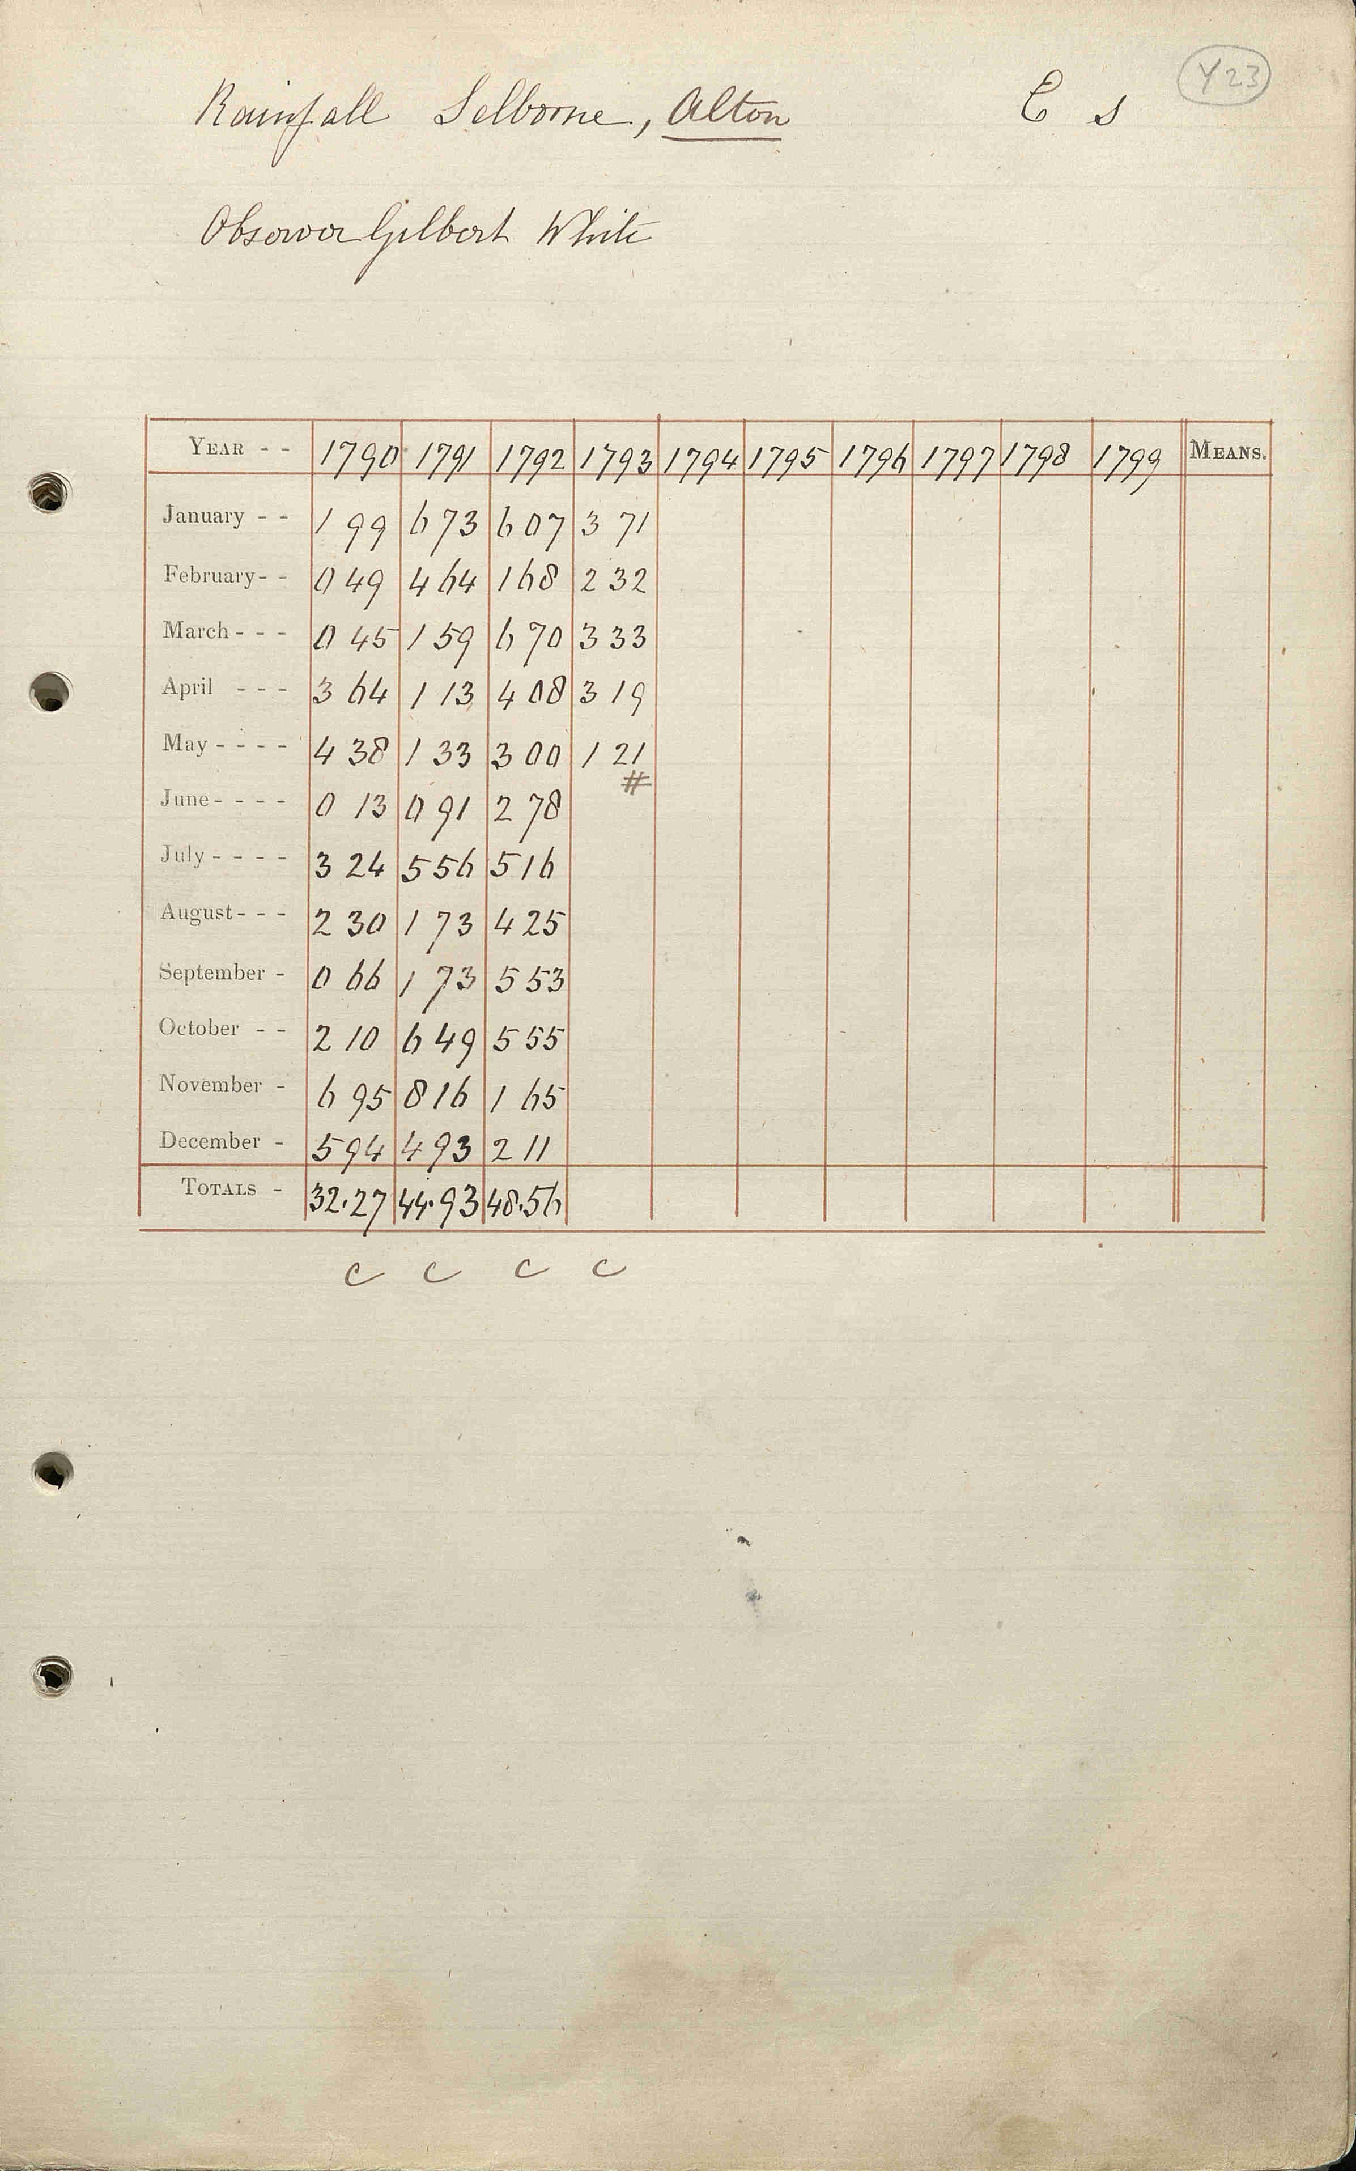 Y23
Rainfall Selborne, Alton C S
Observer Gilbert White
YEAR - - 1790 1791 1792 1793 1794 1795 1796 1797 1798 1799 MEANS.
January - - 1 99 6 73 6 07 3 71
February- - 0 49 4 64 1 68 2 32
March - - - 0 45 1 59 6 70 3 33
April - - - 3 64 1 13 4 08 3 19
May - - - - 4 38 1 33 3 00 1 21
#
June - - - - 0 13 0 91 2 78
July - - - - 3 24 5 56 5 16
August - - - 2 30 1 73 4 25
September - 0 66 1 73 5 53
October - - 2 10 6 49 5 55
November - 6 95 8 16 1 65
December - 5 94 4 93 2 11
TOTALS - 32.27 44.93 48.56
C C C C